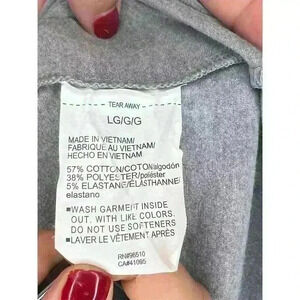 TEAR AWAY
LG/G/G
MADE IN VIETNAM/
FABRIQUÉ AU VIETNAM/
HECHO EN VIETNAM
57% COTTON/COTON/algodón
38% POLYESTER/poliéster
5% ELASTANE/ÉLASTHANNE/
elastano
▪WASH GARMENT INSIDE
OUT, WITH LIKE COLORS.
DO NOT USE SOFTENERS
▪LAVER LE VÊTEMENT APRÈS
RN#96510
CA#41095